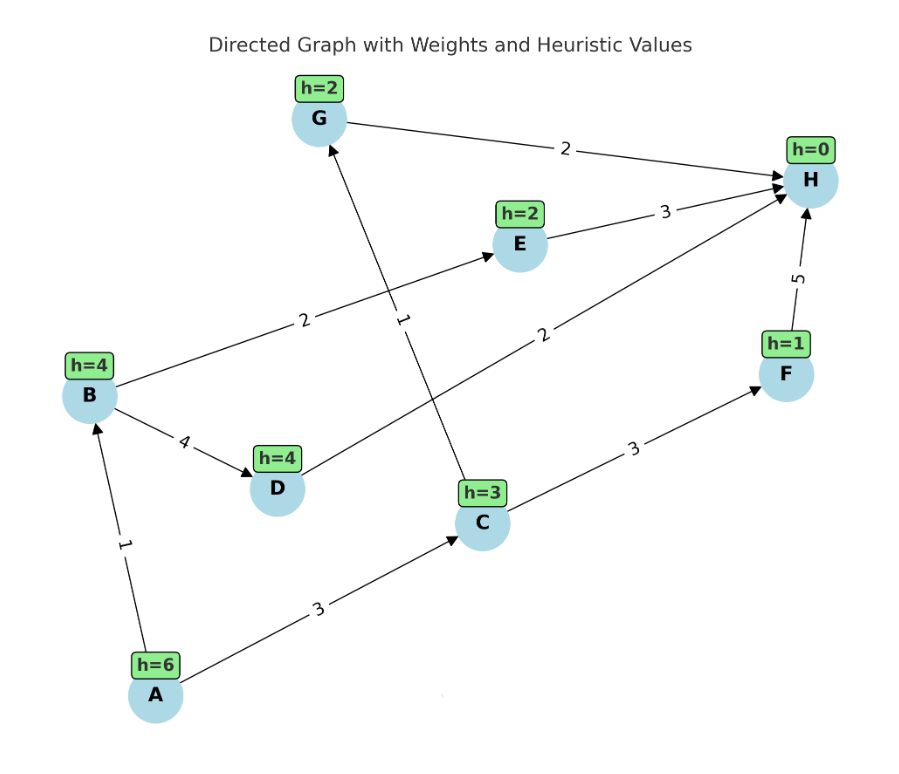 Directed Graph with Weights and Heuristic Values
h=2
G
2
h=0
H
h=2
E
3
2
1
2
5
h=1
F
h=4
B
4
h=4
D
3
h=3
C
1
3
h=6
A